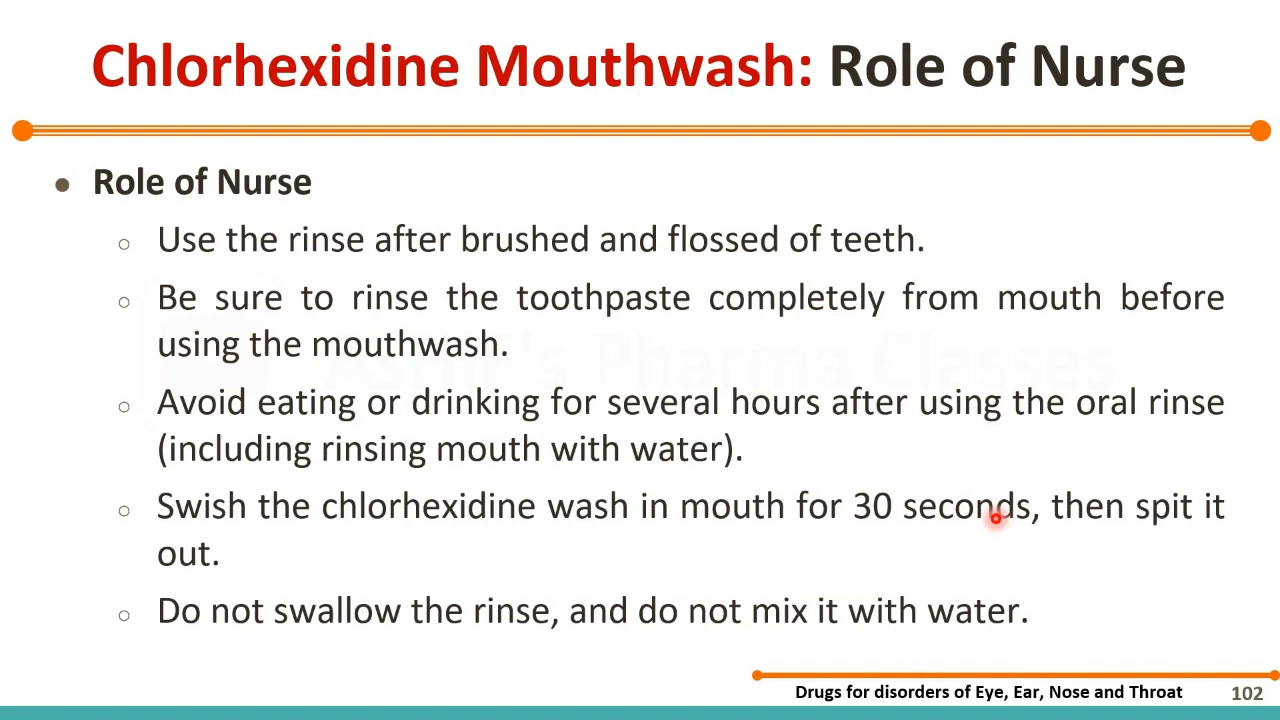 Chlorhexidine Mouthwash: Role of Nurse
● Role of Nurse
○ Use the rinse after brushed and flossed of teeth.
○ Be sure to rinse the toothpaste completely from mouth before
using the mouthwash.
○ Avoid eating or drinking for several hours after using the oral rinse
(including rinsing mouth with water).
○ Swish the chlorhexidine wash in mouth for 30 seconds, then spit it
out.
○ Do not swallow the rinse, and do not mix it with water.
Drugs for disorders of Eye, Ear, Nose and Throat 102